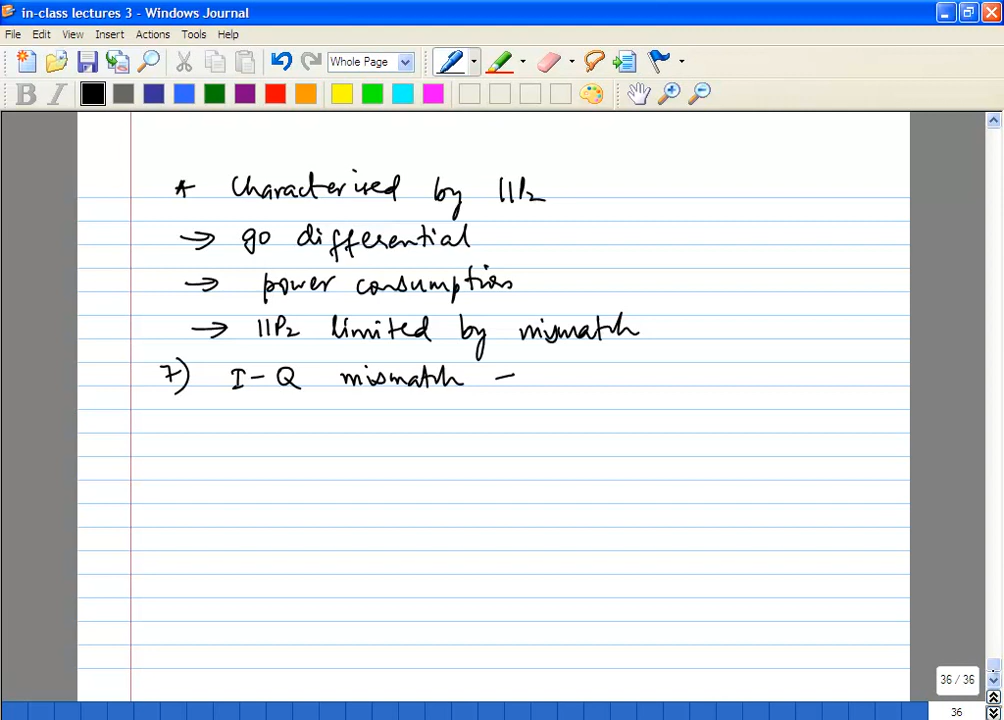 in-class lectures 3 - Windows Journal
File Edit View Insert Actions Tools Help
Whole Page
B I
* Characterised by IIP2
→ go differential
→ power consumption
→ IIP2 limited by mismatch
7) I-Q mismatch -
36 / 36
36